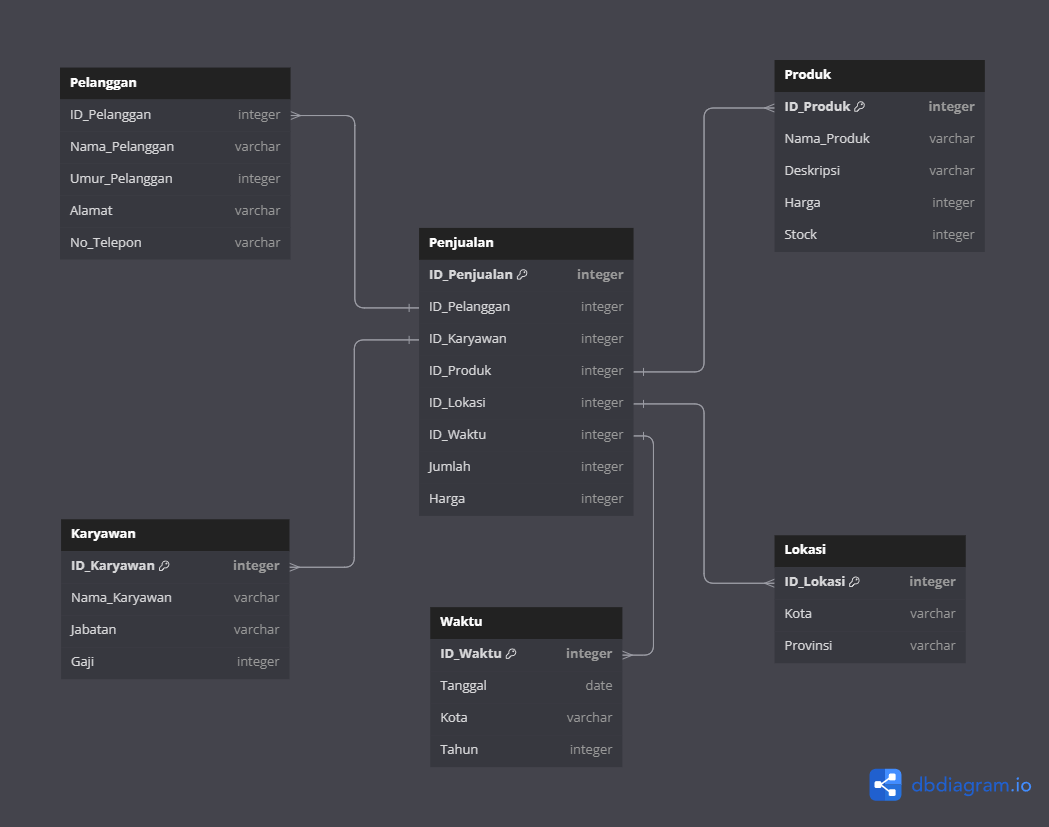 Pelanggan
ID_Pelanggan integer
Nama_Pelanggan varchar
Umur_Pelanggan integer
Alamat varchar
No_Telepon varchar
Produk
ID_Produk integer
Nama_Produk varchar
Deskripsi varchar
Harga integer
Stock integer
Penjualan
ID_Penjualan integer
ID_Pelanggan integer
ID_Karyawan integer
ID_Produk integer
ID_Lokasi integer
ID_Waktu integer
Jumlah integer
Harga integer
Karyawan
ID_Karyawan integer
Nama_Karyawan varchar
Jabatan varchar
Gaji integer
Waktu
ID_Waktu integer
Tanggal date
Kota varchar
Tahun integer
Lokasi
ID_Lokasi integer
Kota varchar
Provinsi varchar
dbdiagram.io